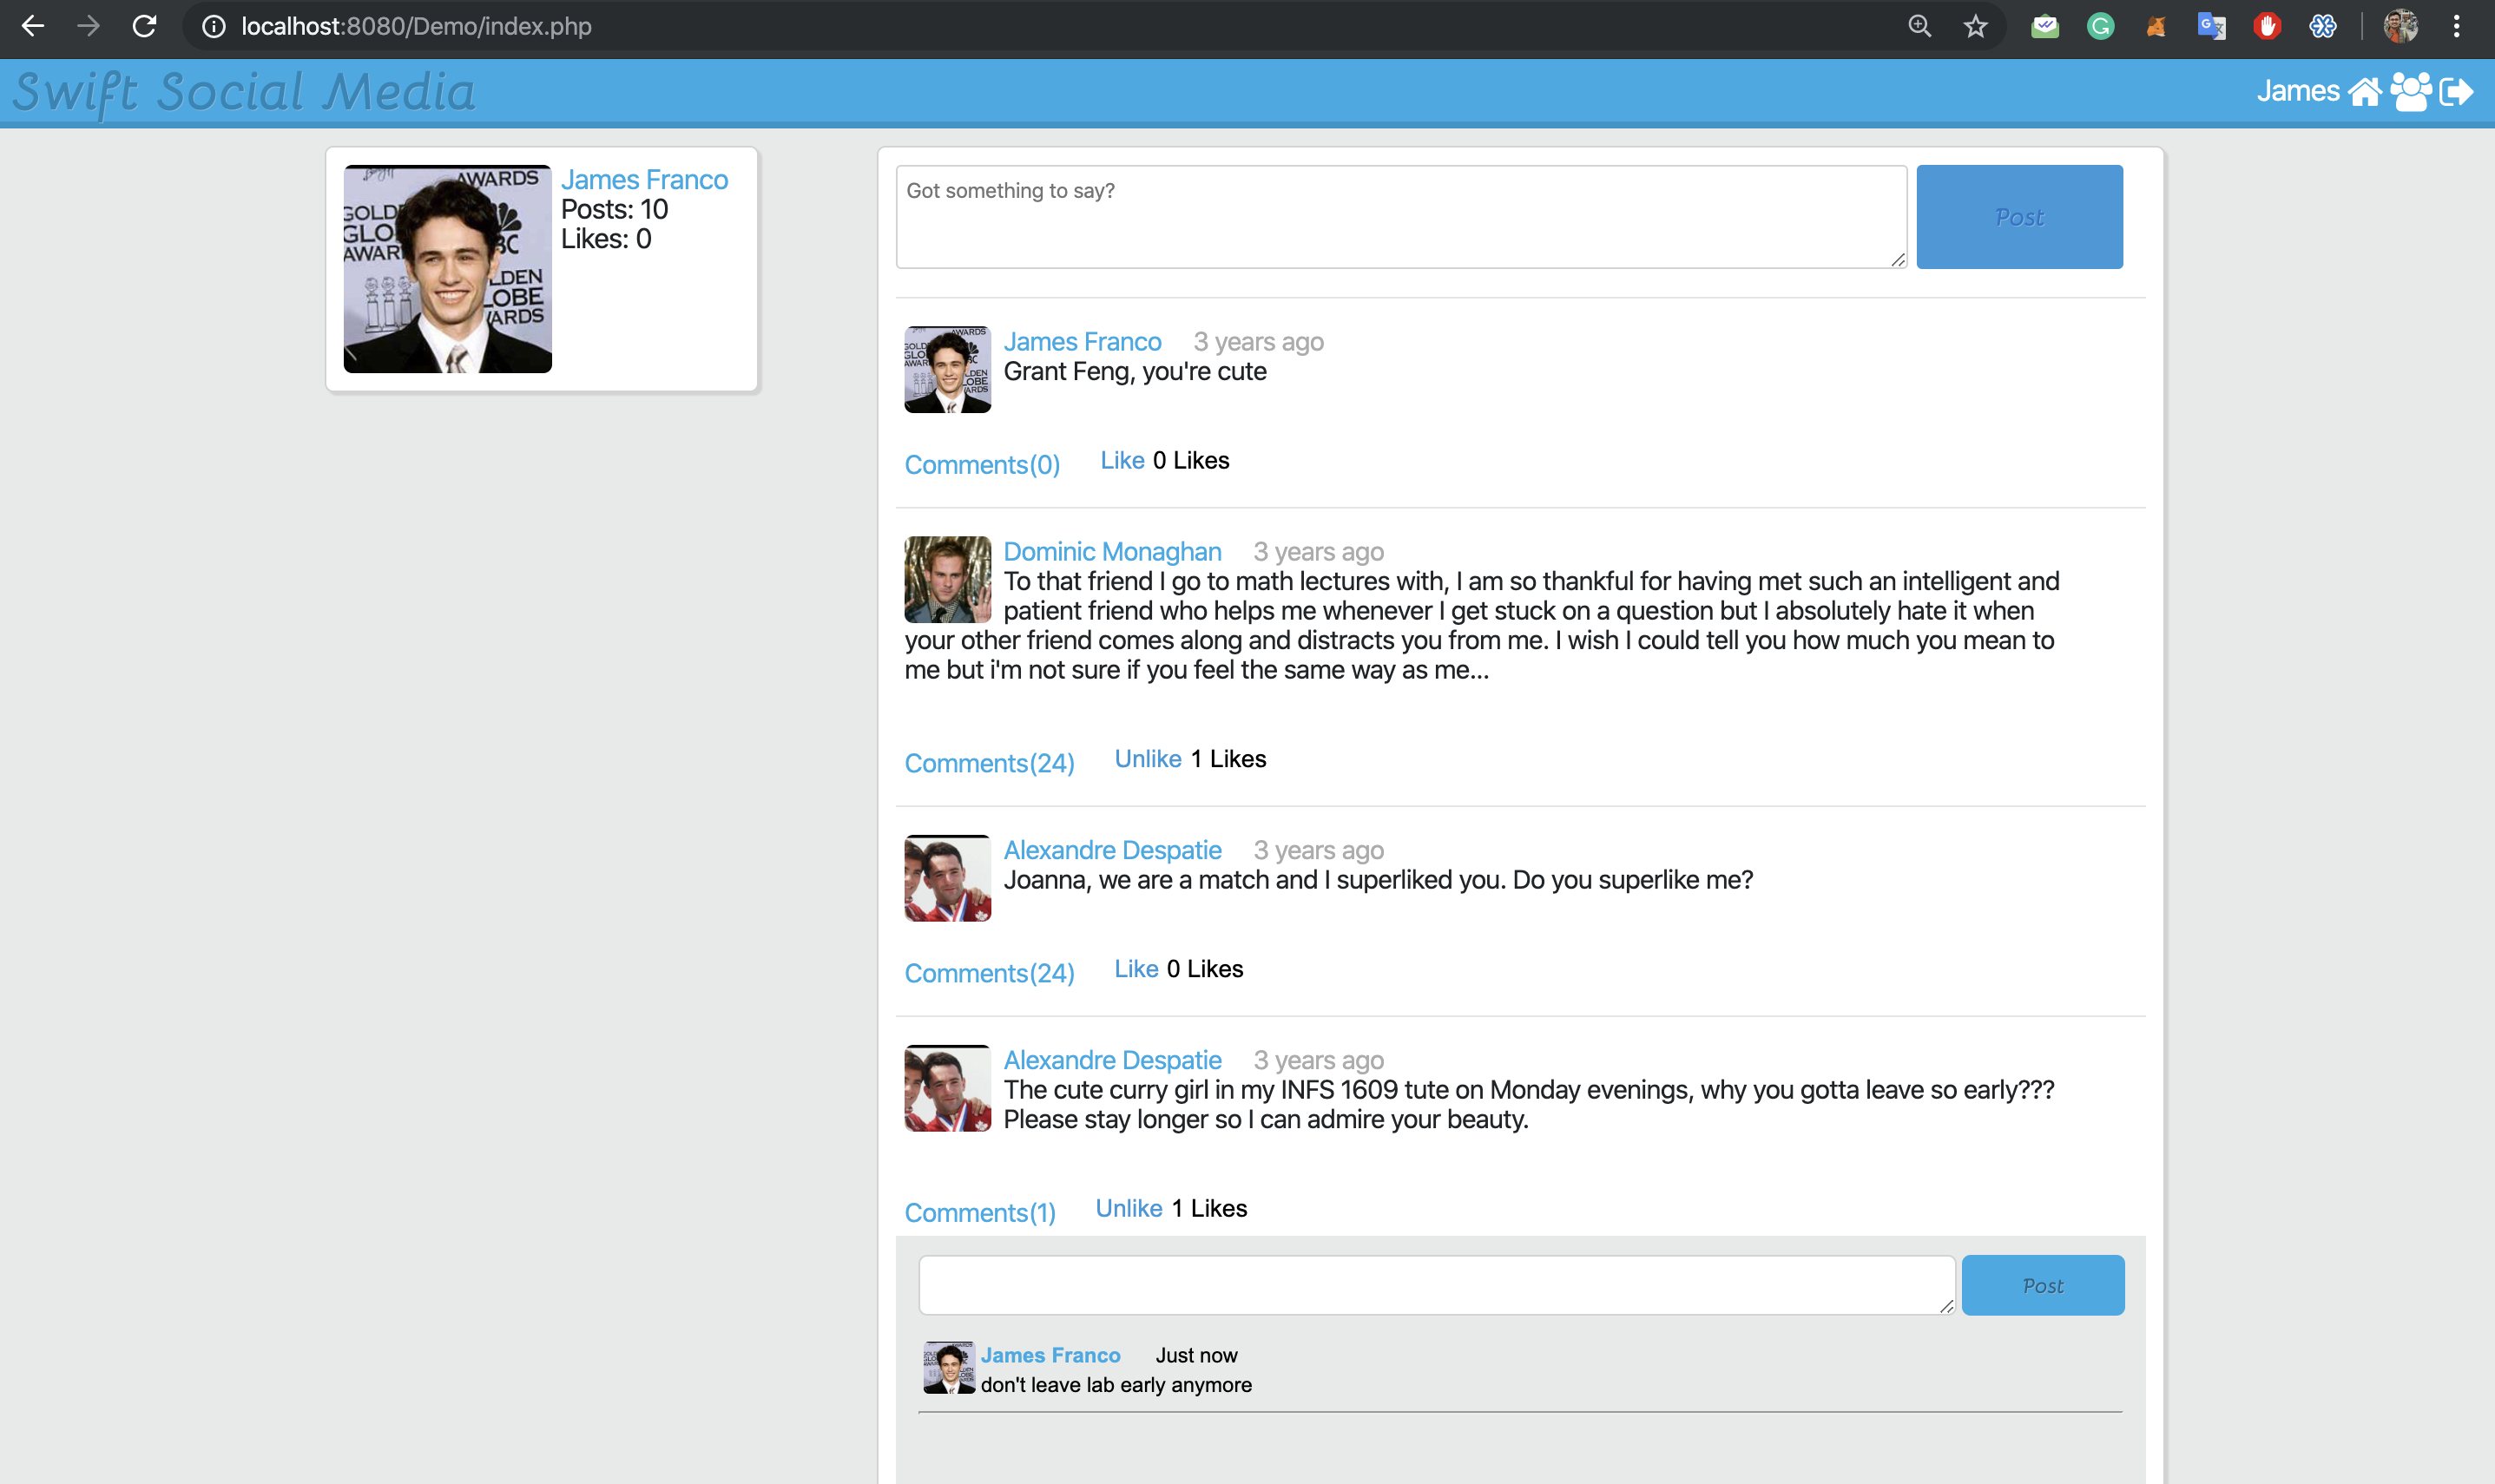 localhost:8080/Demo/index.php
Swift Social Media
James
AWARDS
GOLD
GLO
BC
AWAR
LDEN
OBE
ARDS
James Franco
Posts: 10
Likes: 0
Got something to say?
Post
James Franco 3 years ago
Grant Feng, you're cute
Comments(0) Like 0 Likes
Dominic Monaghan 3 years ago
To that friend I go to math lectures with, I am so thankful for having met such an intelligent and
patient friend who helps me whenever I get stuck on a question but I absolutely hate it when
your other friend comes along and distracts you from me. I wish I could tell you how much you mean to
me but i'm not sure if you feel the same way as me...
Comments(24) Unlike 1 Likes
Alexandre Despatie 3 years ago
Joanna, we are a match and I superliked you. Do you superlike me?
Comments(24) Like 0 Likes
Alexandre Despatie 3 years ago
The cute curry girl in my INFS 1609 tute on Monday evenings, why you gotta leave so early???
Please stay longer so I can admire your beauty.
Comments(1) Unlike 1 Likes
Post
James Franco Just now
don't leave lab early anymore